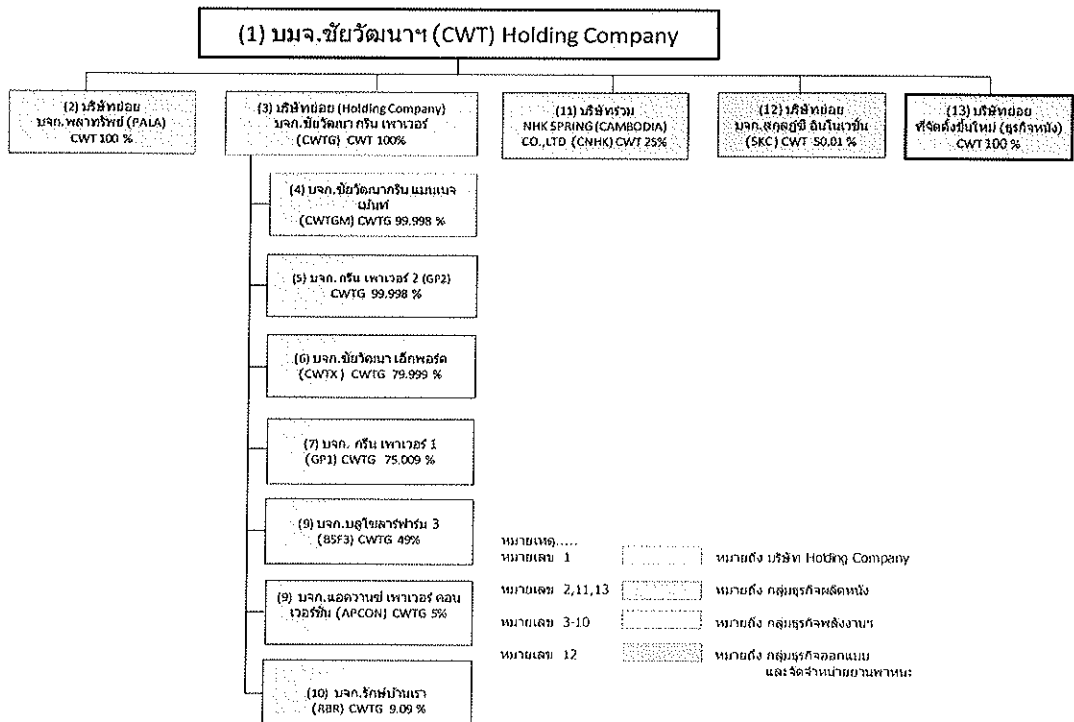 (1) บมจ.ชัยวัฒนาฯ (CWT) Holding Company
(2) บริษัทย่อย
บจก.พลาทรัพย์ (PALA)
CWT 100 %
(3) บริษัทย่อย (Holding Company)
บจก.ชัยวัฒนา กรีน เพาเวอร์
(CWTG) CWT 100%
(11) บริษัทร่วม
NHK SPRING (CAMBODIA)
CO.,LTD (CNHK) CWT 25%
(12) บริษัทย่อย
บจก.สกุลฎ์ซี อินโนเวชั่น
(SKC) CWT 50.01 %
(13) บริษัทย่อย
ที่จัดตั้งขึ้นใหม่ (ธุรกิจหนัง)
CWT 100 %
(4) บจก.ชัยวัฒนากรีน แมนเนจ
เม้นท์
(CWTGM) CWTG 99.998 %
(5) บจก. กรีน เพาเวอร์ 2 (GP2)
CWTG 99.998 %
(6) บจก.ชัยวัฒนา เอ็กพอร์ต
(CWTX ) CWTG 79.999 %
(7) บจก. กรีน เพาเวอร์ 1
(GP1) CWTG 75.009 %
(9) บจก.บลูโซลาร์ฟาร์ม 3
(BSF3) CWTG 49%
(9) บจก.แอดวานซ์ เพาเวอร์ คอน
เวอร์ชั่น (APCON) CWTG 5%
(10) บจก.รักษ์บ้านเรา
(RBR) CWTG 9.09 %
หมายเหตุ.....
หมายเลข 1 หมายถึง บริษัท Holding Company
หมายเลข 2,11,13 หมายถึง กลุ่มธุรกิจผลิตหนัง
หมายเลข 3-10 หมายถึง กลุ่มธุรกิจพลังงานฯ
หมายเลข 12 หมายถึง กลุ่มธุรกิจออกแบบ
และจัดจำหน่ายยานพาหนะ